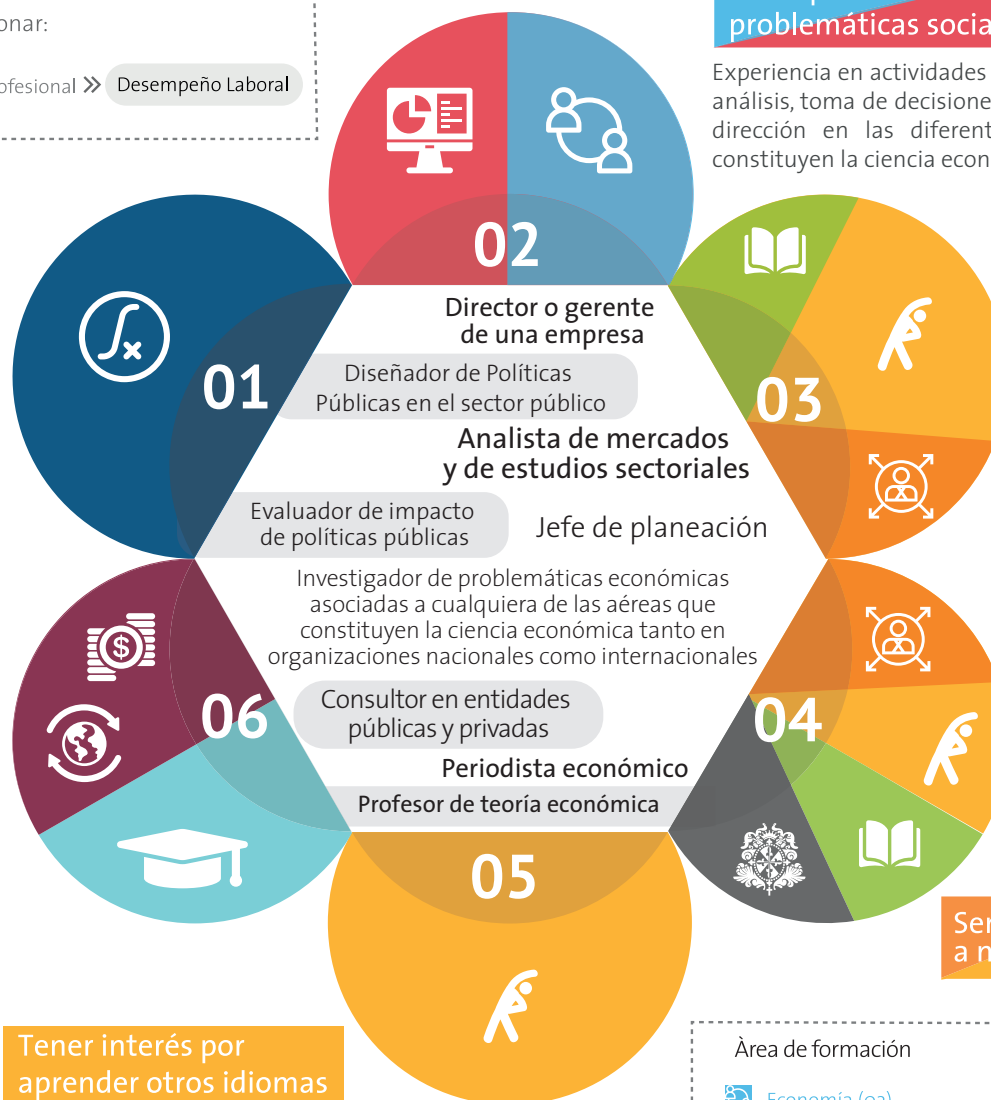 onar:
ofesional » Desempeño Laboral
problemáticas socia
Experiencia en actividades
análisis, toma de decisione
dirección en las diferent
constituyen la ciencia econ
02
01
03
Director o gerente
de una empresa
Diseñador de Políticas
Públicas en el sector público
Analista de mercados
y de estudios sectoriales
Evaluador de impacto
de políticas públicas
Jefe de planeación
Investigador de problemáticas económicas
asociadas a cualquiera de las aéreas que
constituyen la ciencia económica tanto en
organizaciones nacionales como internacionales
06
04
Consultor en entidades
públicas y privadas
Periodista económico
Profesor de teoría económica
05
Ser
a n
Tener interés por
aprender otros idiomas
Àrea de formación